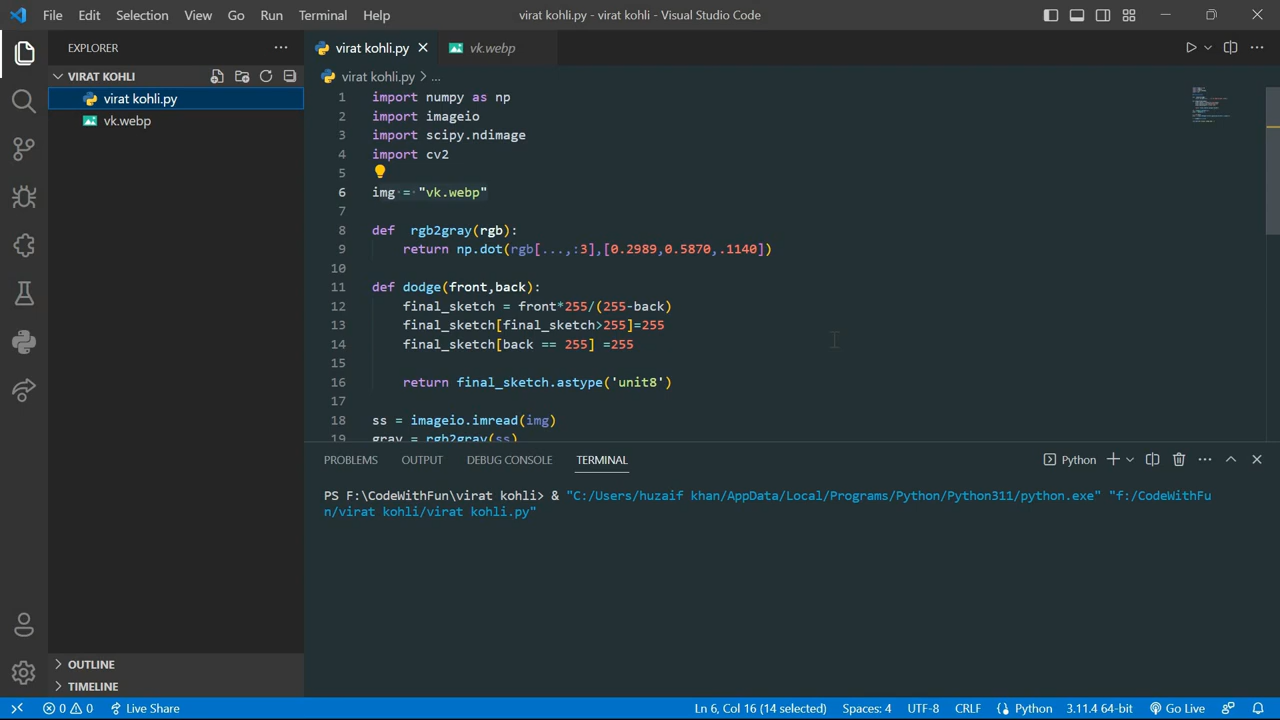 File Edit Selection View Go Run Terminal Help virat kohli.py - virat kohli - Visual Studio Code
EXPLORER
VIRAT KOHLI
virat kohli.py
vk.webp
OUTLINE
TIMELINE
virat kohli.py vk.webp
virat kohli.py > ...
1 import numpy as np
2 import imageio
3 import scipy.ndimage
4 import cv2
5
6 img = "vk.webp"
7
8 def rgb2gray(rgb):
9 return np.dot(rgb[...,:3],[0.2989,0.5870,.1140])
10
11 def dodge(front,back):
12 final_sketch = front*255/(255-back)
13 final_sketch[final_sketch>255]=255
14 final_sketch[back == 255] =255
15
16 return final_sketch.astype('unit8')
17
18 ss = imageio.imread(img)
19 gray = rgb2gray(ss)
PROBLEMS OUTPUT DEBUG CONSOLE TERMINAL Python
PS F:\CodeWithFun\virat kohli> & "C:/Users/huzaif khan/AppData/Local/Programs/Python/Python311/python.exe" "f:/CodeWithFu
n/virat kohli/virat kohli.py"
0 0 Live Share Ln 6, Col 16 (14 selected) Spaces: 4 UTF-8 CRLF Python 3.11.4 64-bit Go Live